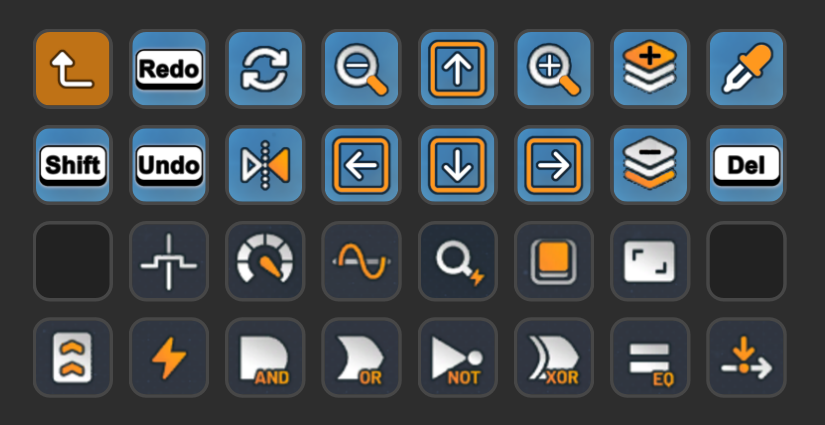 Redo
Shift
Undo
Del
AND
OR
NOT
XOR
EQ